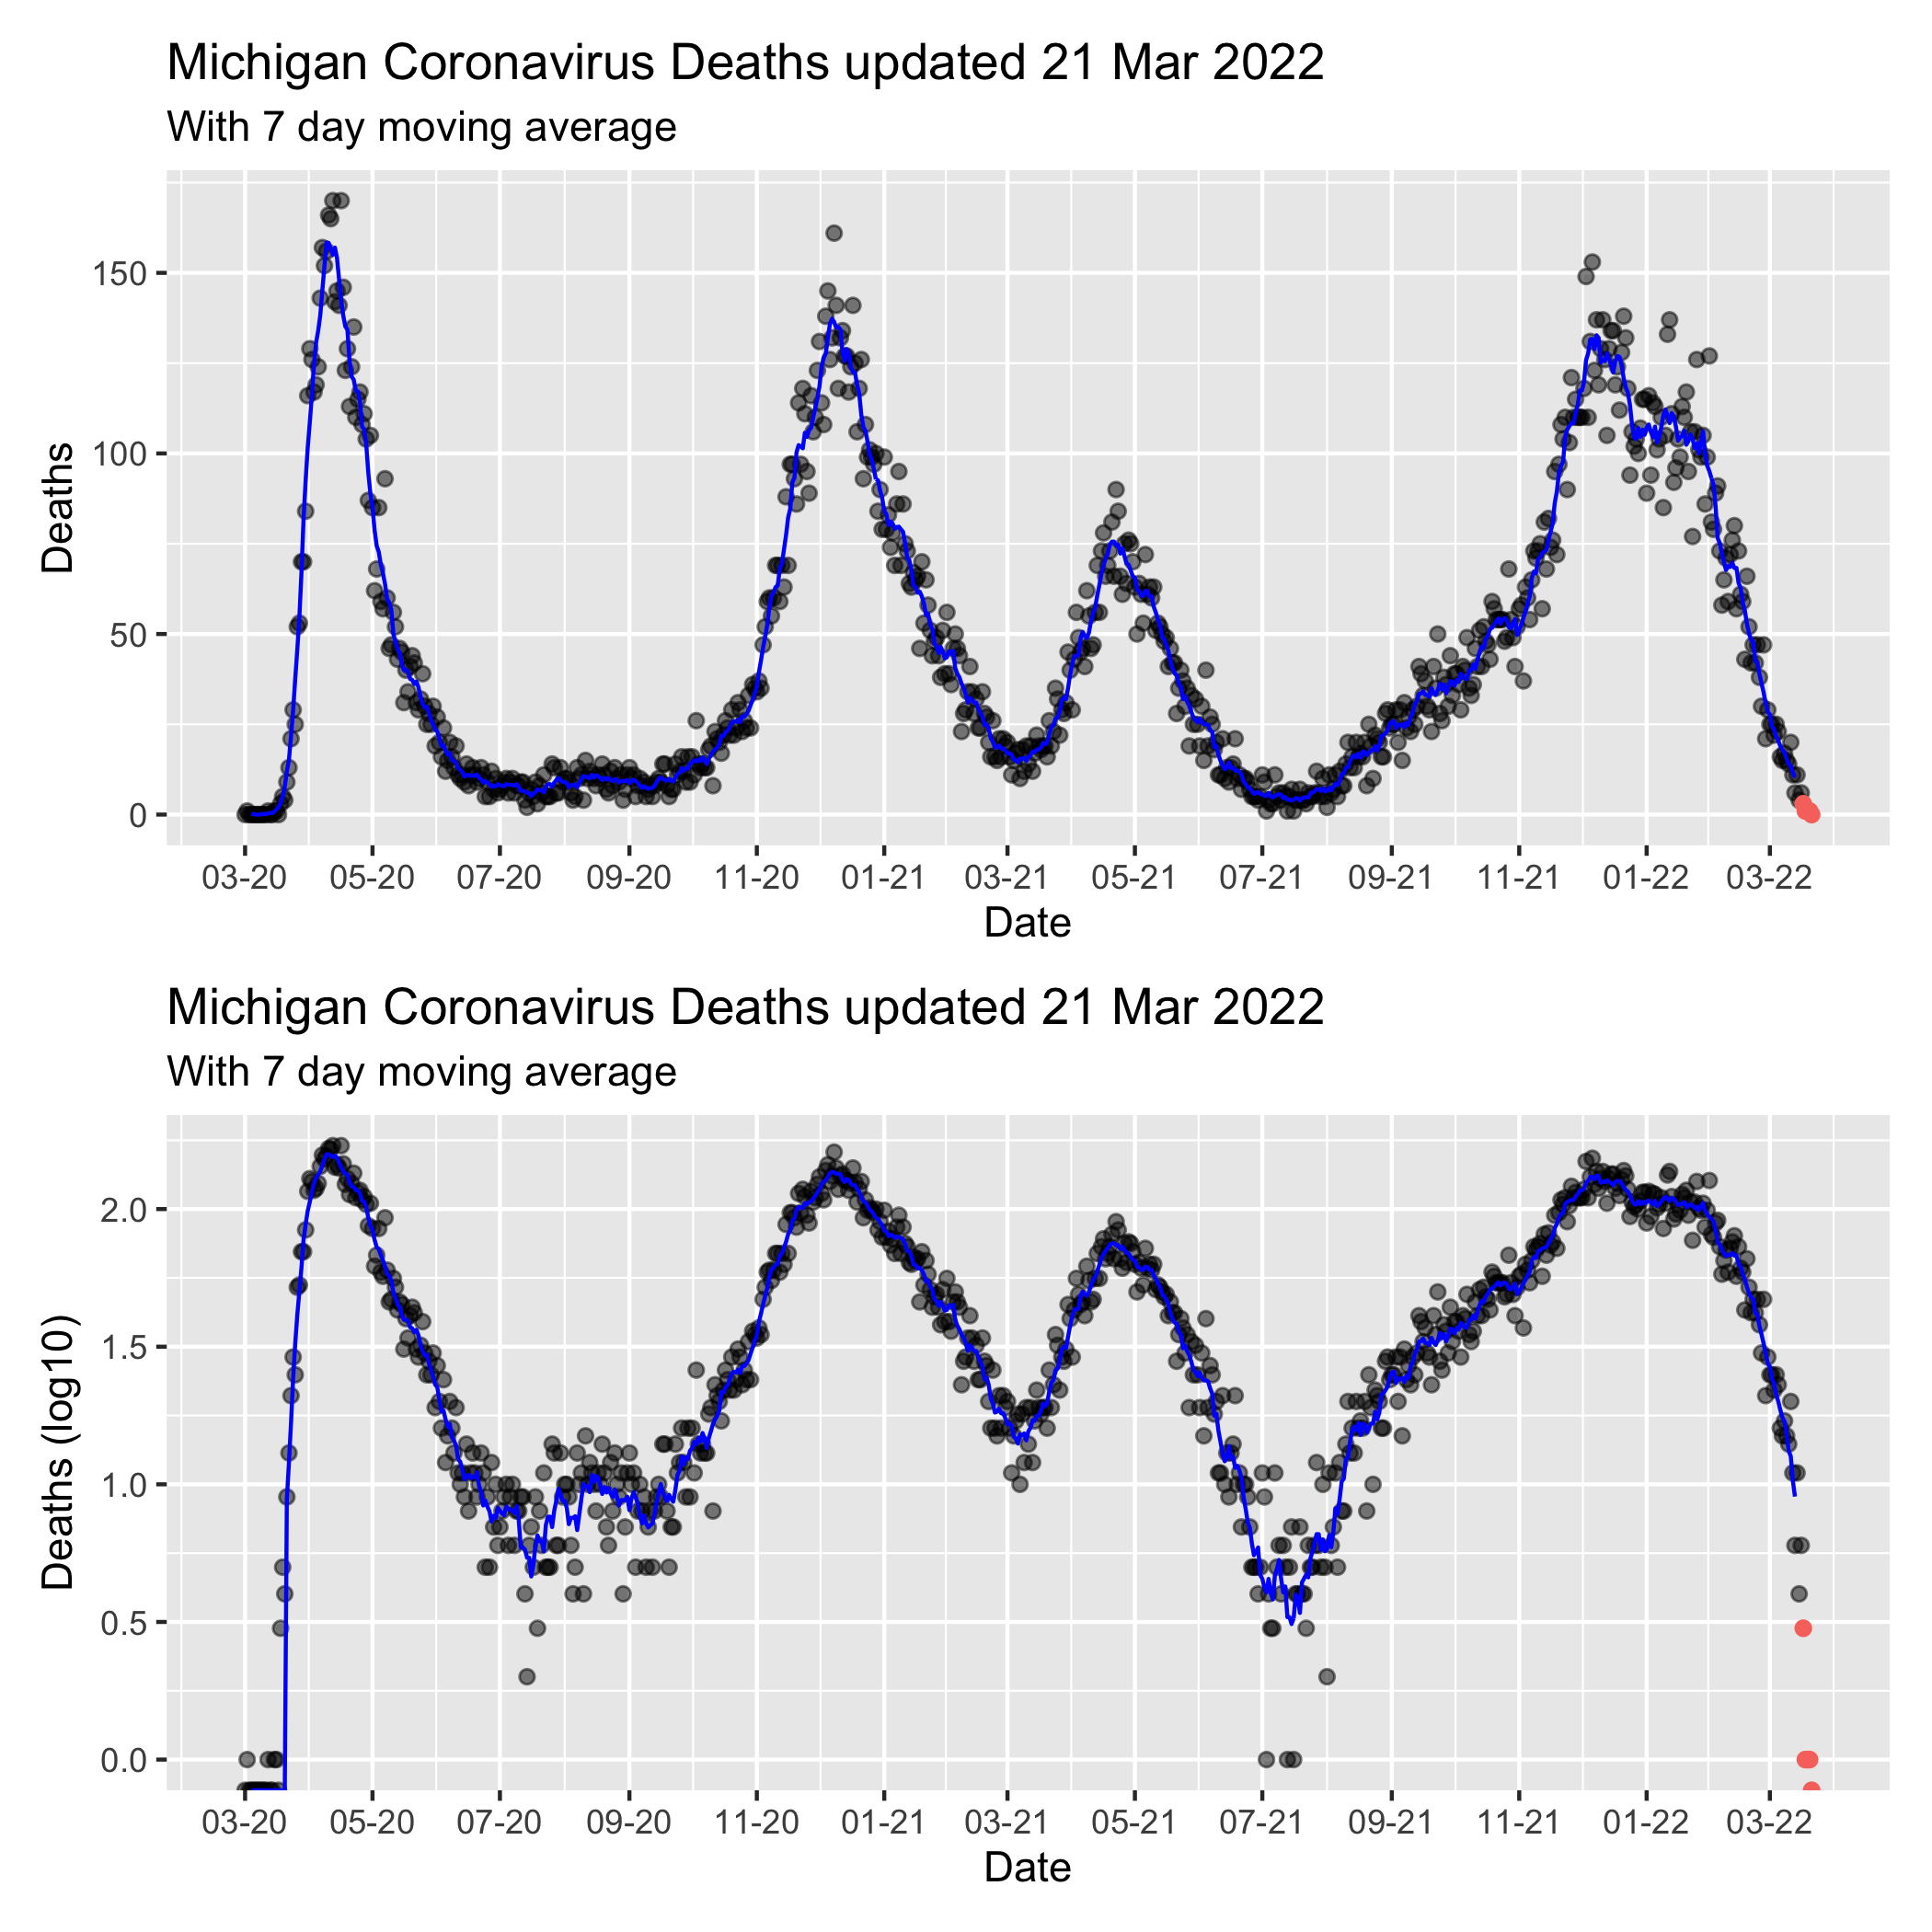 Michigan Coronavirus Deaths updated 21 Mar 2022
With 7 day moving average
Deaths
150
100
50
0
03-20 05-20 07-20 09-20 11-20 01-21 03-21 05-21 07-21 09-21 11-21 01-22 03-22
Date
Michigan Coronavirus Deaths updated 21 Mar 2022
With 7 day moving average
Deaths (log10)
2.0
1.5
1.0
0.5
0.0
03-20 05-20 07-20 09-20 11-20 01-21 03-21 05-21 07-21 09-21 11-21 01-22 03-22
Date